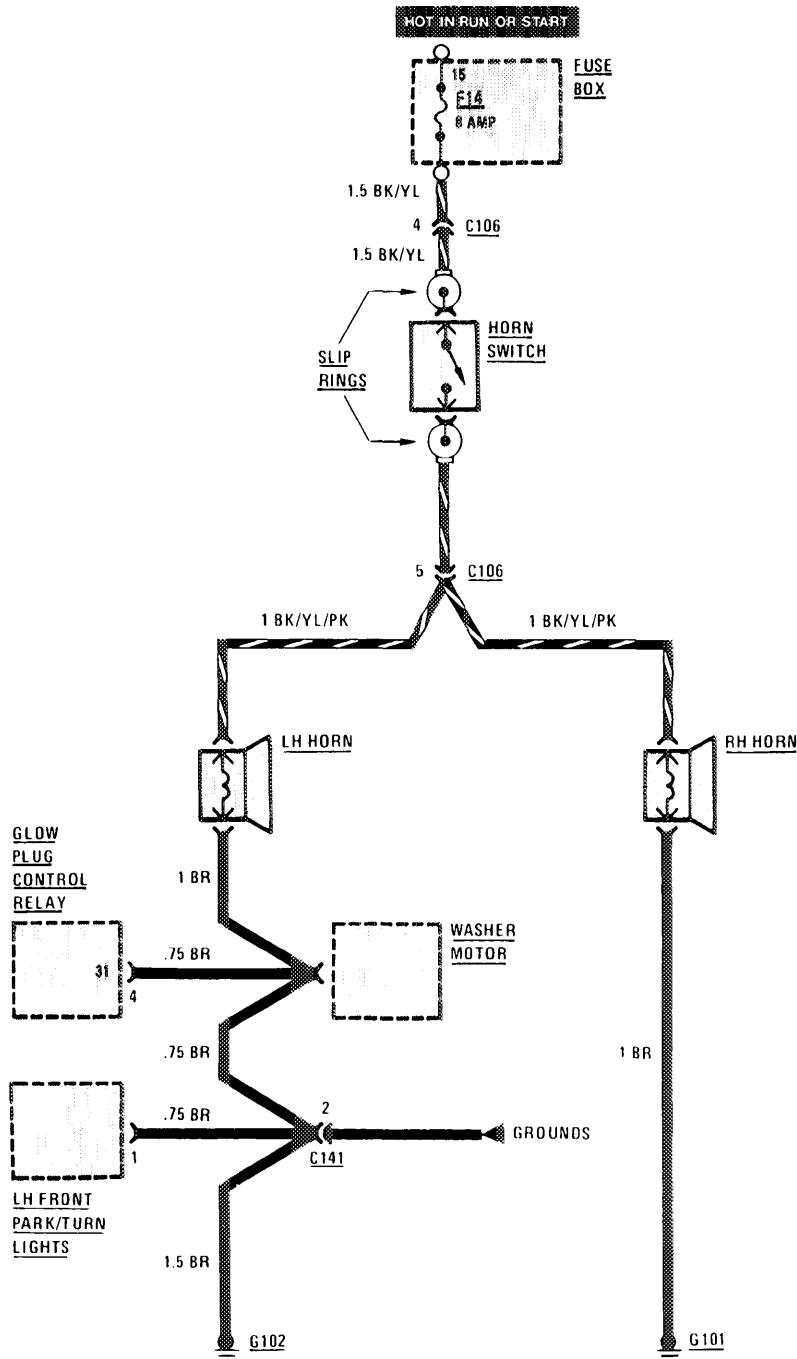 HOT IN RUN OR START
FUSE
BOX
15
F14
8 AMP
1.5 BK/YL
4
C106
1.5 BK/YL
HORN
SWITCH
SLIP
RINGS
5
C106
1 BK/YL/PK
1 BK/YL/PK
LH HORN
RH HORN
GLOW
PLUG
CONTROL
RELAY
1 BR
WASHER
MOTOR
.75 BR
31
4
.75 BR
1 BR
.75 BR
2
GROUNDS
1
C141
LH FRONT
PARK/TURN
LIGHTS
1.5 BR
G102
G101